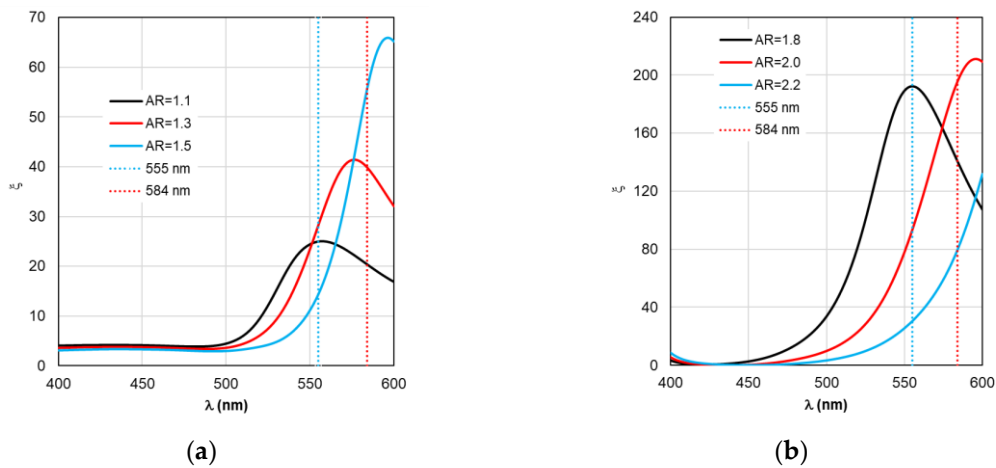 70
60
50
40
30
20
10
0
ξ
AR=1.1
AR=1.3
AR=1.5
555 nm
584 nm
400 450 500 550 600
λ (nm)
(a)
240
200
160
120
80
40
0
ξ
AR=1.8
AR=2.0
AR=2.2
555 nm
584 nm
400 450 500 550 600
λ (nm)
(b)